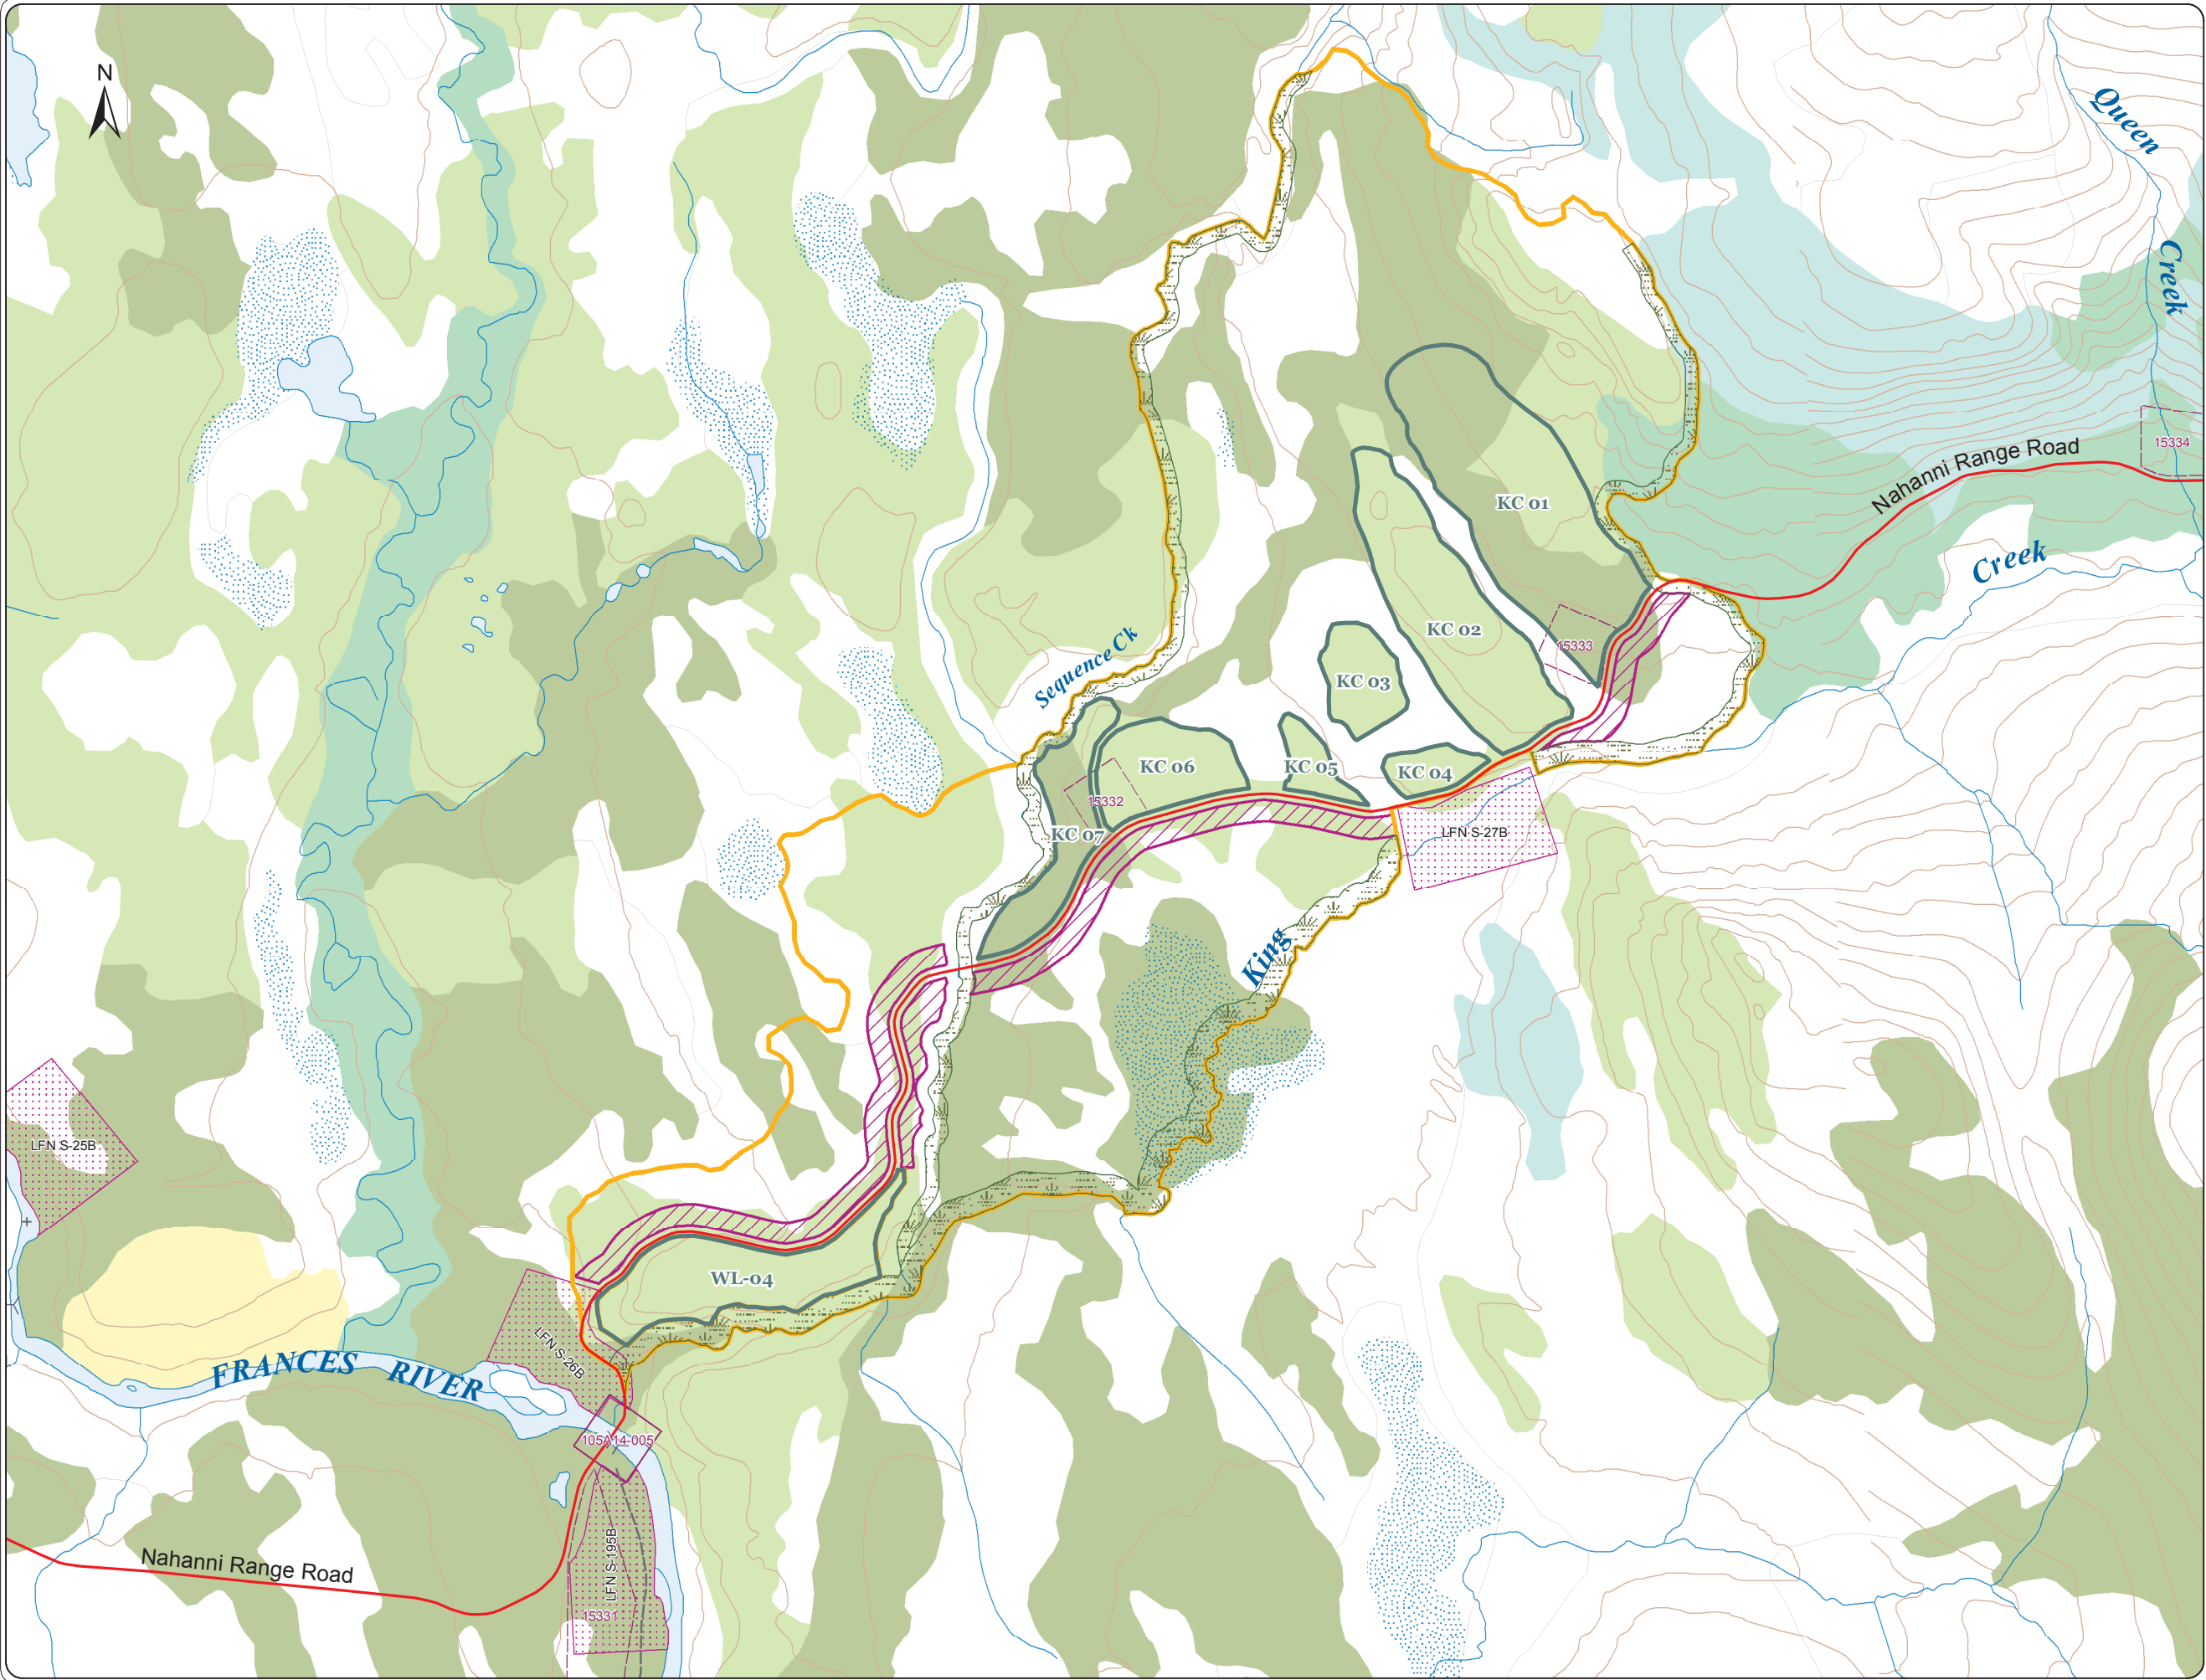 N
Queen
Creek
15334
Nahanni Range Road
Creek
KC 01
KC 02
15333
Sequence Ck
KC 03
KC 06
KC 05
KC 04
15332
KC 07
LFN S-27B
King
LFN S-25B
WL-04
LFN S-26B
FRANCES RIVER
105A14-005
LFN S-195B
Nahanni Range Road
15331